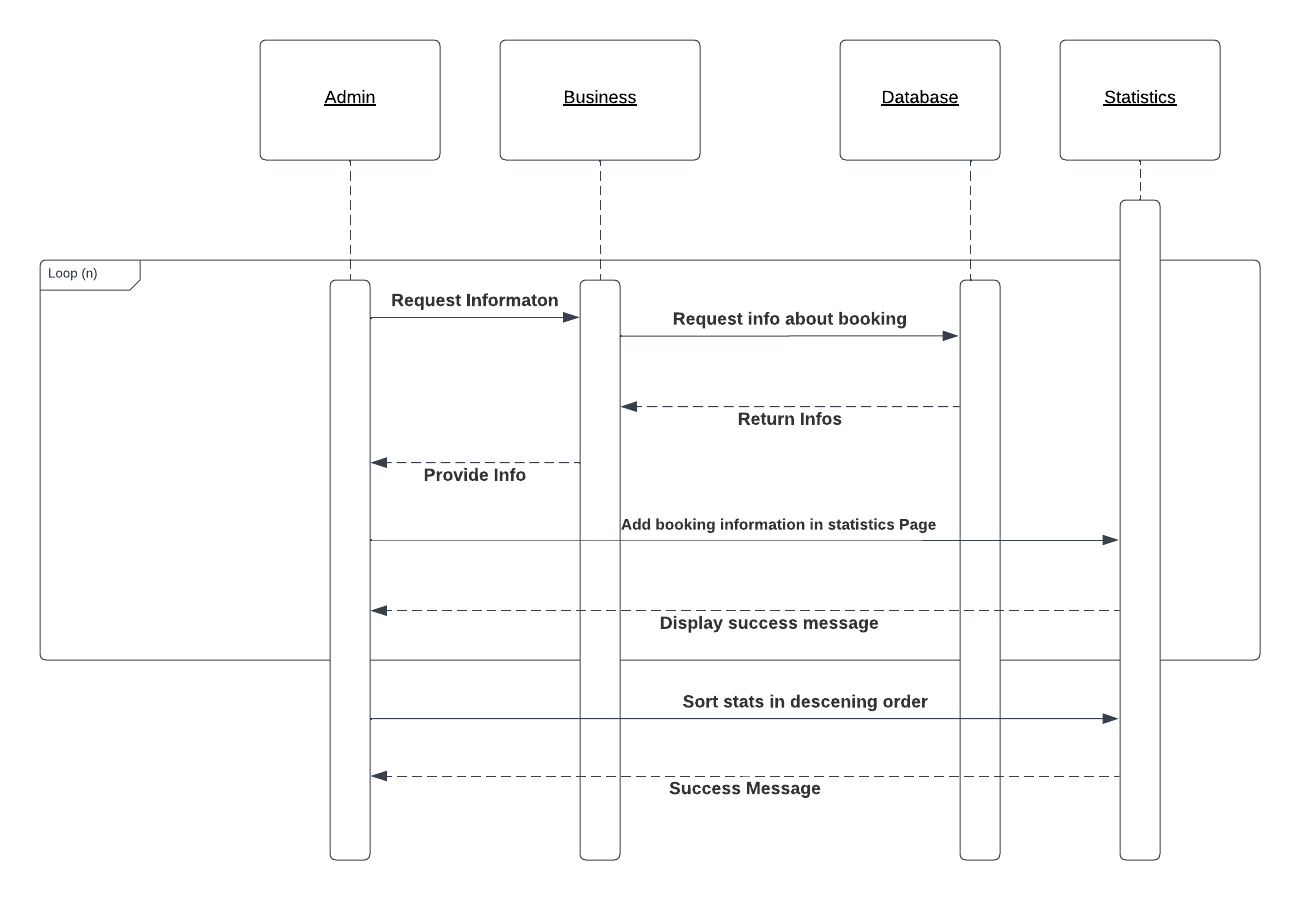 Admin
Business
Database
Statistics
Loop (n)
Request Informaton
Request info about booking
Return Infos
Provide Info
Add booking information in statistics Page
Display success message
Sort stats in descening order
Success Message